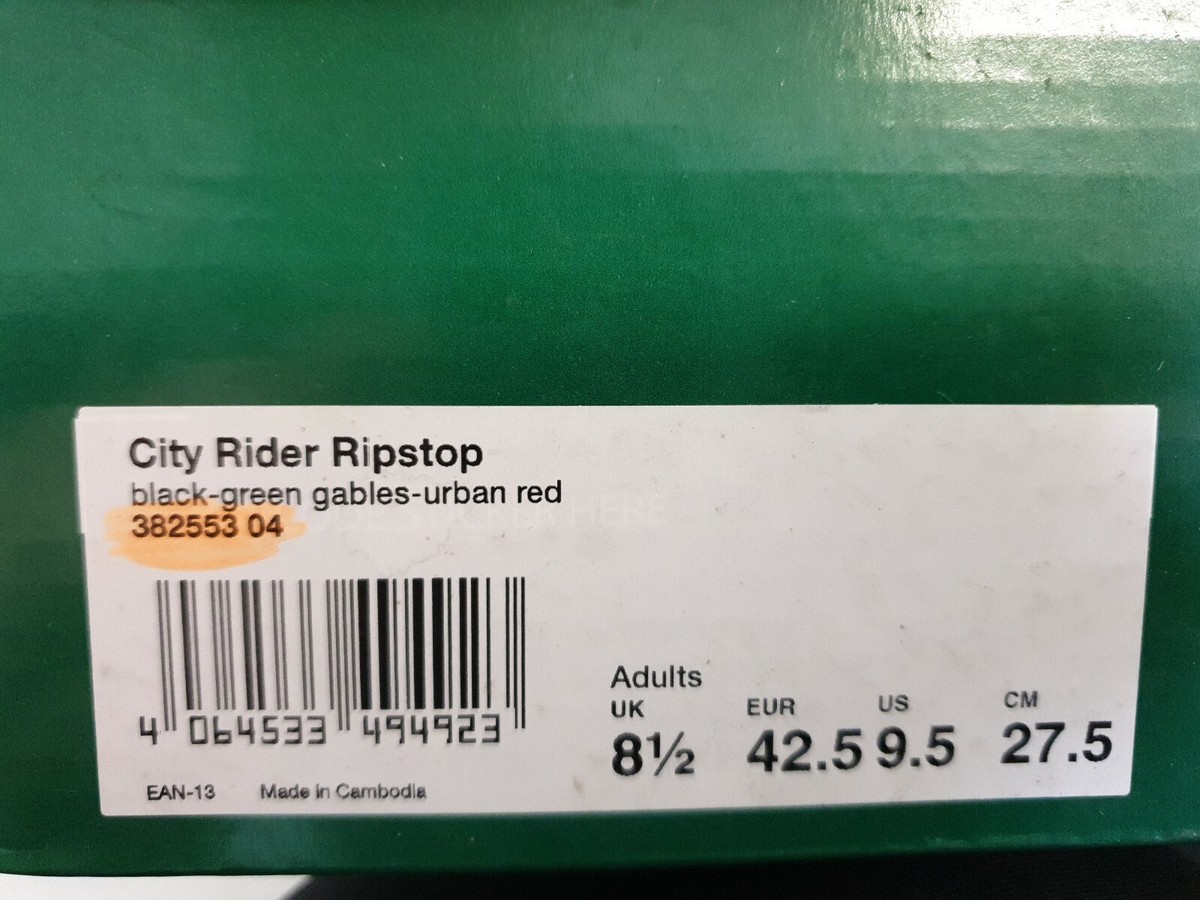 City Rider Ripstop
black-green gables-urban red
382553 04
4 064533 494923
EAN-13 Made in Cambodia
Adults
UK EUR US CM
8½ 42.5 9.5 27.5